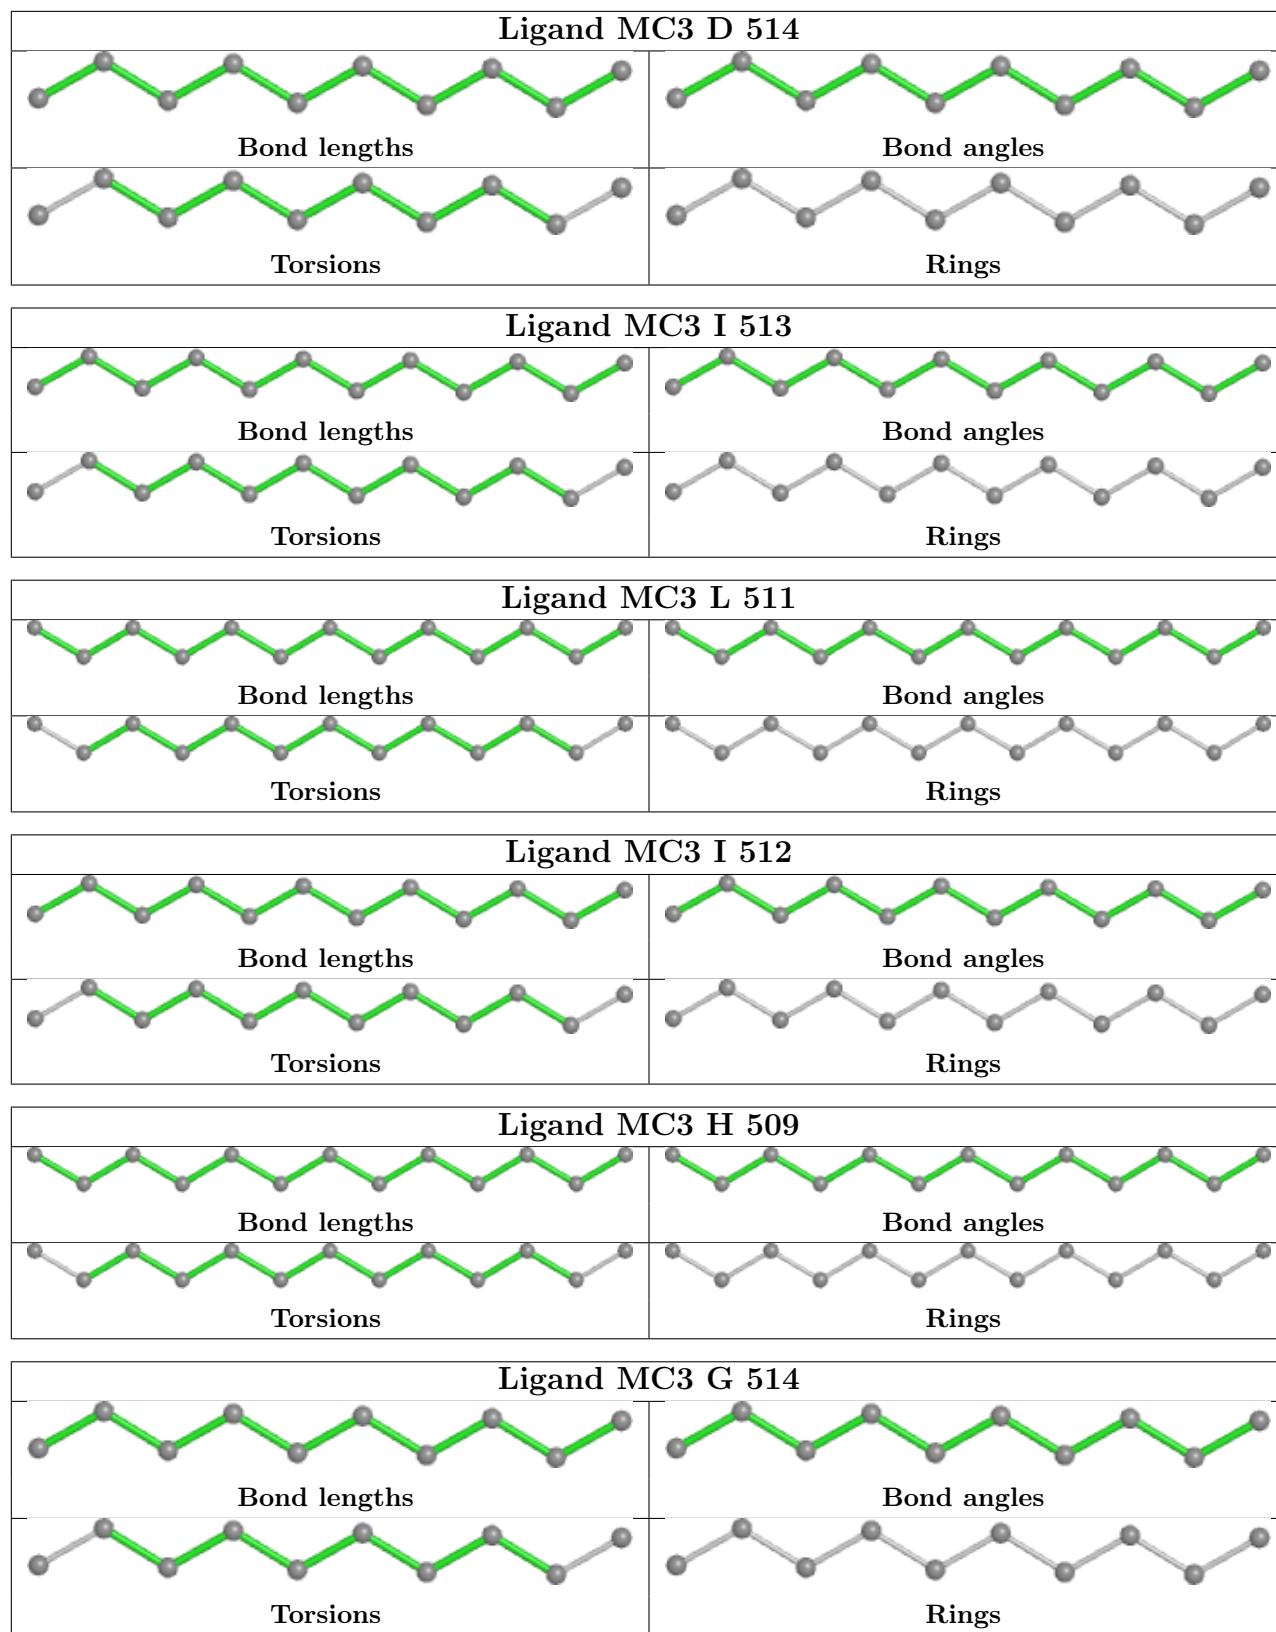 Ligand MC3 D 514
Bond lengths Bond angles
Torsions Rings
Ligand MC3 I 513
Bond lengths Bond angles
Torsions Rings
Ligand MC3 L 511
Bond lengths Bond angles
Torsions Rings
Ligand MC3 I 512
Bond lengths Bond angles
Torsions Rings
Ligand MC3 H 509
Bond lengths Bond angles
Torsions Rings
Ligand MC3 G 514
Bond lengths Bond angles
Torsions Rings